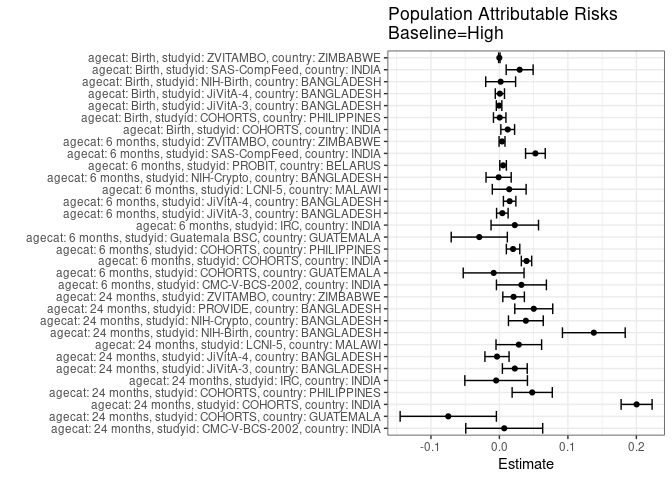 Population Attributable Risks
Baseline=High
agecat: Birth, studyid: ZVITAMBO, country: ZIMBABWE
agecat: Birth, studyid: SAS-CompFeed, country: INDIA
agecat: Birth, studyid: NIH-Birth, country: BANGLADESH
agecat: Birth, studyid: JiVitA-4, country: BANGLADESH
agecat: Birth, studyid: JiVitA-3, country: BANGLADESH
agecat: Birth, studyid: COHORTS, country: PHILIPPINES
agecat: Birth, studyid: COHORTS, country: INDIA
agecat: 6 months, studyid: ZVITAMBO, country: ZIMBABWE
agecat: 6 months, studyid: SAS-CompFeed, country: INDIA
agecat: 6 months, studyid: PROBIT, country: BELARUS
agecat: 6 months, studyid: NIH-Crypto, country: BANGLADESH
agecat: 6 months, studyid: LCNI-5, country: MALAWI
agecat: 6 months, studyid: JiVitA-4, country: BANGLADESH
agecat: 6 months, studyid: JiVitA-3, country: BANGLADESH
agecat: 6 months, studyid: IRC, country: INDIA
agecat: 6 months, studyid: Guatemala BSC, country: GUATEMALA
agecat: 6 months, studyid: COHORTS, country: PHILIPPINES
agecat: 6 months, studyid: COHORTS, country: INDIA
agecat: 6 months, studyid: COHORTS, country: GUATEMALA
agecat: 6 months, studyid: CMC-V-BCS-2002, country: INDIA
agecat: 24 months, studyid: ZVITAMBO, country: ZIMBABWE
agecat: 24 months, studyid: PROVIDE, country: BANGLADESH
agecat: 24 months, studyid: NIH-Crypto, country: BANGLADESH
agecat: 24 months, studyid: NIH-Birth, country: BANGLADESH
agecat: 24 months, studyid: LCNI-5, country: MALAWI
agecat: 24 months, studyid: JiVitA-4, country: BANGLADESH
agecat: 24 months, studyid: JiVitA-3, country: BANGLADESH
agecat: 24 months, studyid: IRC, country: INDIA
agecat: 24 months, studyid: COHORTS, country: PHILIPPINES
agecat: 24 months, studyid: COHORTS, country: INDIA
agecat: 24 months, studyid: COHORTS, country: GUATEMALA
agecat: 24 months, studyid: CMC-V-BCS-2002, country: INDIA
-0.1 0.0 0.1 0.2
Estimate